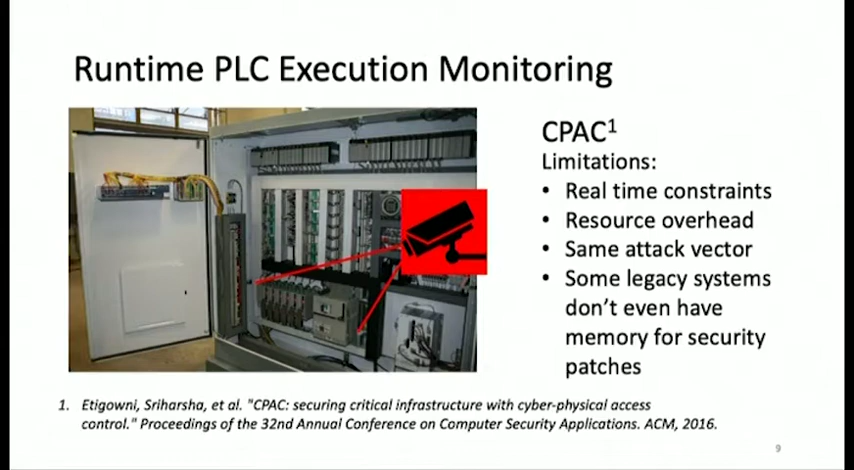 Runtime PLC Execution Monitoring
CPAC¹
Limitations:
• Real time constraints
• Resource overhead
• Same attack vector
• Some legacy systems
don’t even have
memory for security
patches
1. Etigowni, Sriharsha, et al. "CPAC: securing critical infrastructure with cyber-physical access
control." Proceedings of the 32nd Annual Conference on Computer Security Applications. ACM, 2016.
9